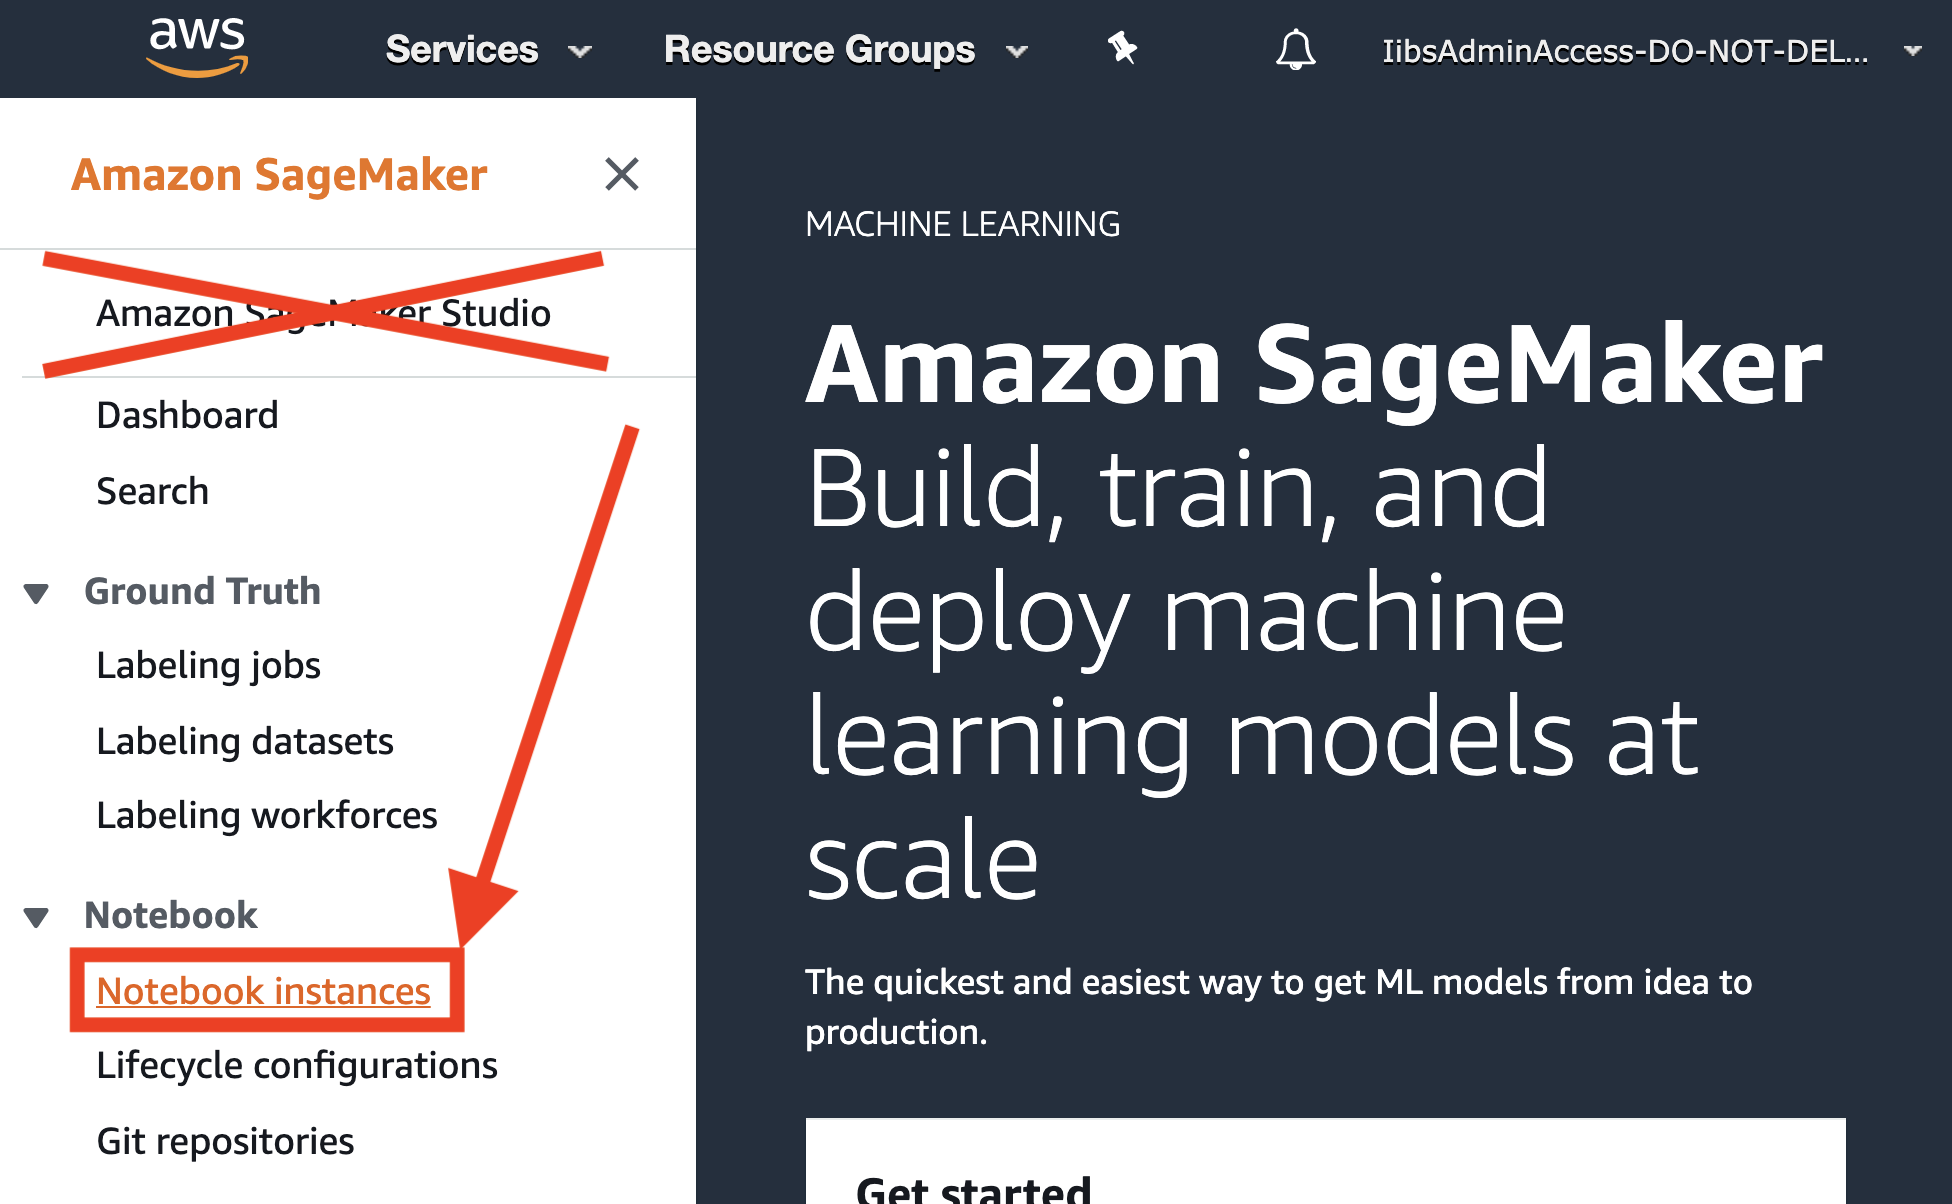 aws
Services
Resource Groups
IibsAdminAccess-DO-NOT-DEL...
Amazon SageMaker
Amazon SageMaker Studio
Dashboard
Search
Ground Truth
Labeling jobs
Labeling datasets
Labeling workforces
Notebook
Notebook instances
Lifecycle configurations
Git repositories
MACHINE LEARNING
Amazon SageMaker
Build, train, and
deploy machine
learning models at
scale
The quickest and easiest way to get ML models from idea to
production.
Get started